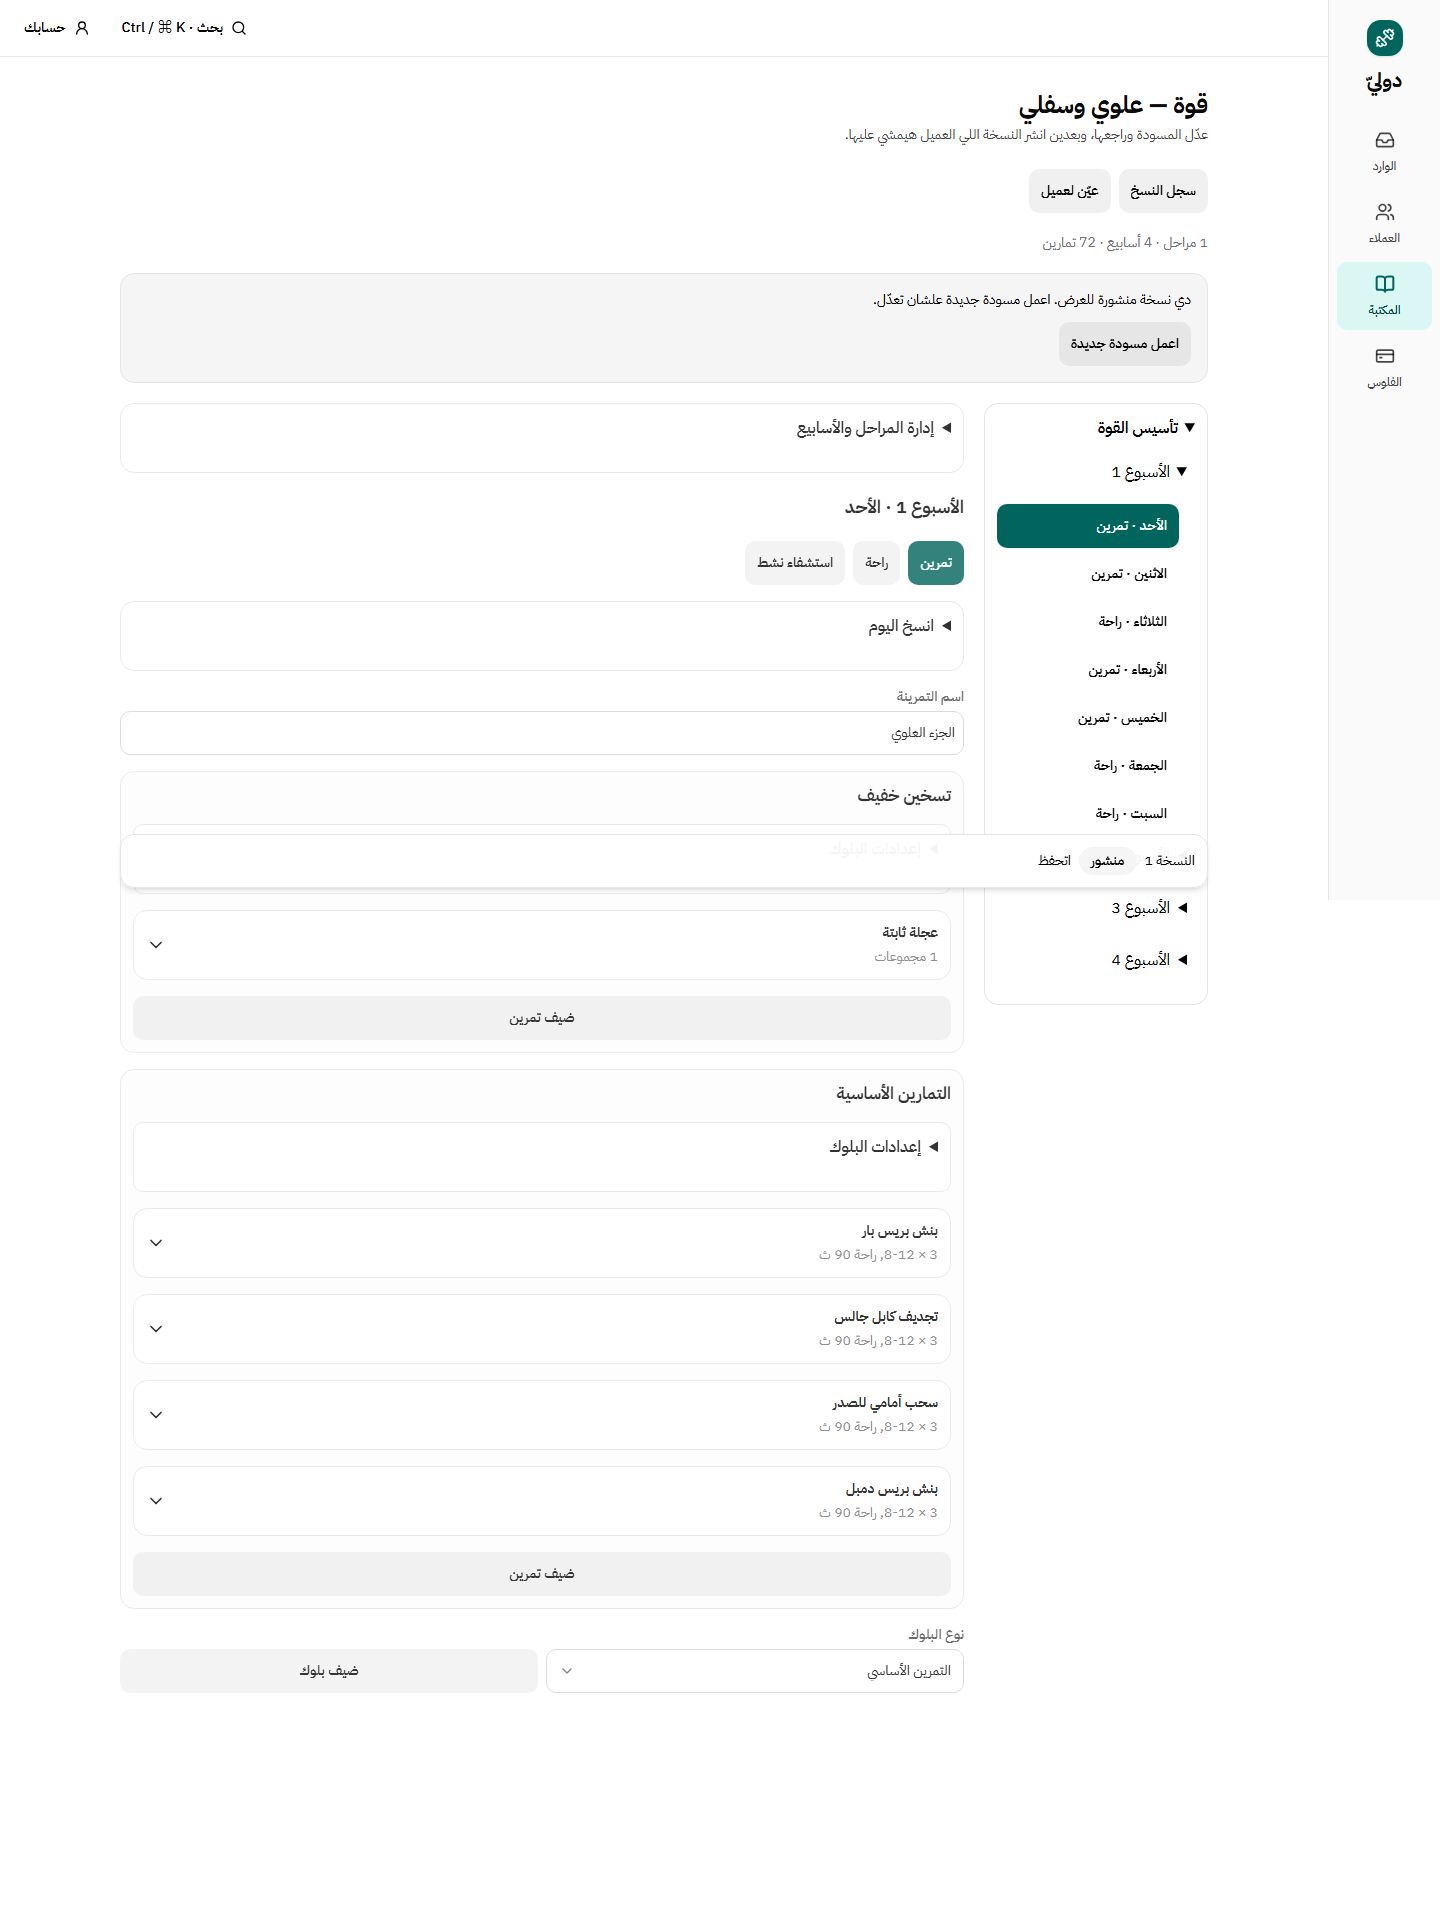 دوليّ
الوارد
العملاء
المكتبة
الفلوس
بحث · Ctrl / ⌘ K
حسابك
قوة — علوي وسفلي
عدّل المسودة وراجعها، وبعدين انشر النسخة اللي العميل هيمشي عليها.
سجل النسخ
عيّن لعميل
1 مراحل · 4 أسابيع · 72 تمارين
دي نسخة منشورة للعرض. اعمل مسودة جديدة علشان تعدّل.
اعمل مسودة جديدة
تأسيس القوة
الأسبوع 1
الأحد · تمرين
الاثنين · تمرين
الثلاثاء · راحة
الأربعاء · تمرين
الخميس · تمرين
الجمعة · راحة
السبت · راحة
الأسبوع 3
الأسبوع 4
إدارة المراحل والأسابيع
الأسبوع 1 · الأحد
تمرين
راحة
استشفاء نشط
انسخ اليوم
اسم التمرينة
الجزء العلوي
تسخين خفيف
إعدادات البلوك
النسخة 1
منشور
اتحفظ
عجلة ثابتة
1 مجموعات
ضيف تمرين
التمارين الأساسية
إعدادات البلوك
بنش بريس بار
3 × 8-12, راحة 90 ث
تجديف كابل جالس
3 × 8-12, راحة 90 ث
سحب أمامي للصدر
3 × 8-12, راحة 90 ث
بنش بريس دمبل
3 × 8-12, راحة 90 ث
ضيف تمرين
نوع البلوك
التمرين الأساسي
ضيف بلوك